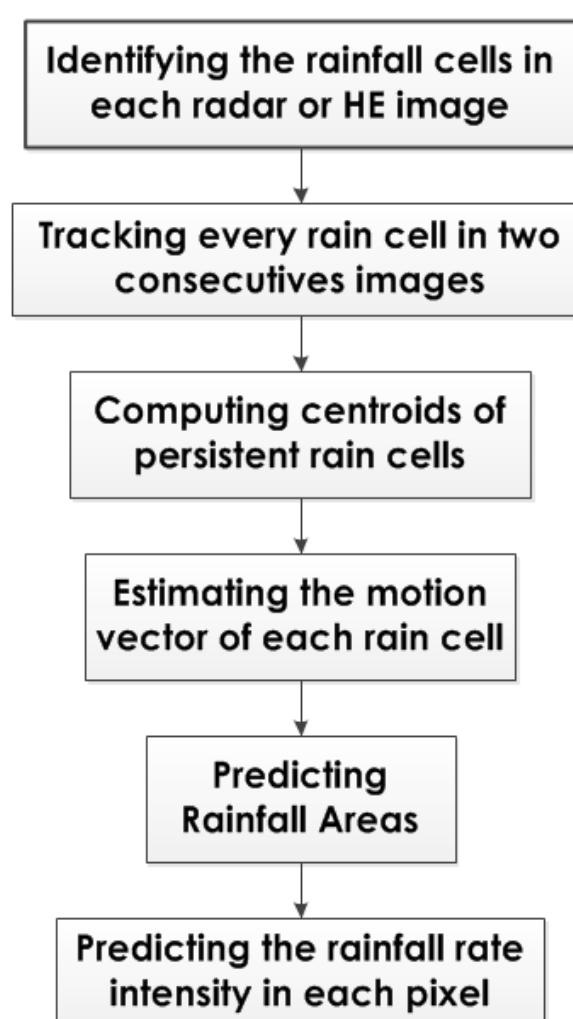 Identifying the rainfall cells in
each radar or HE image
Tracking every rain cell in two
consecutives images
Computing centroids of
persistent rain cells
Estimating the motion
vector of each rain cell
Predicting
Rainfall Areas
Predicting the rainfall rate
intensity in each pixel